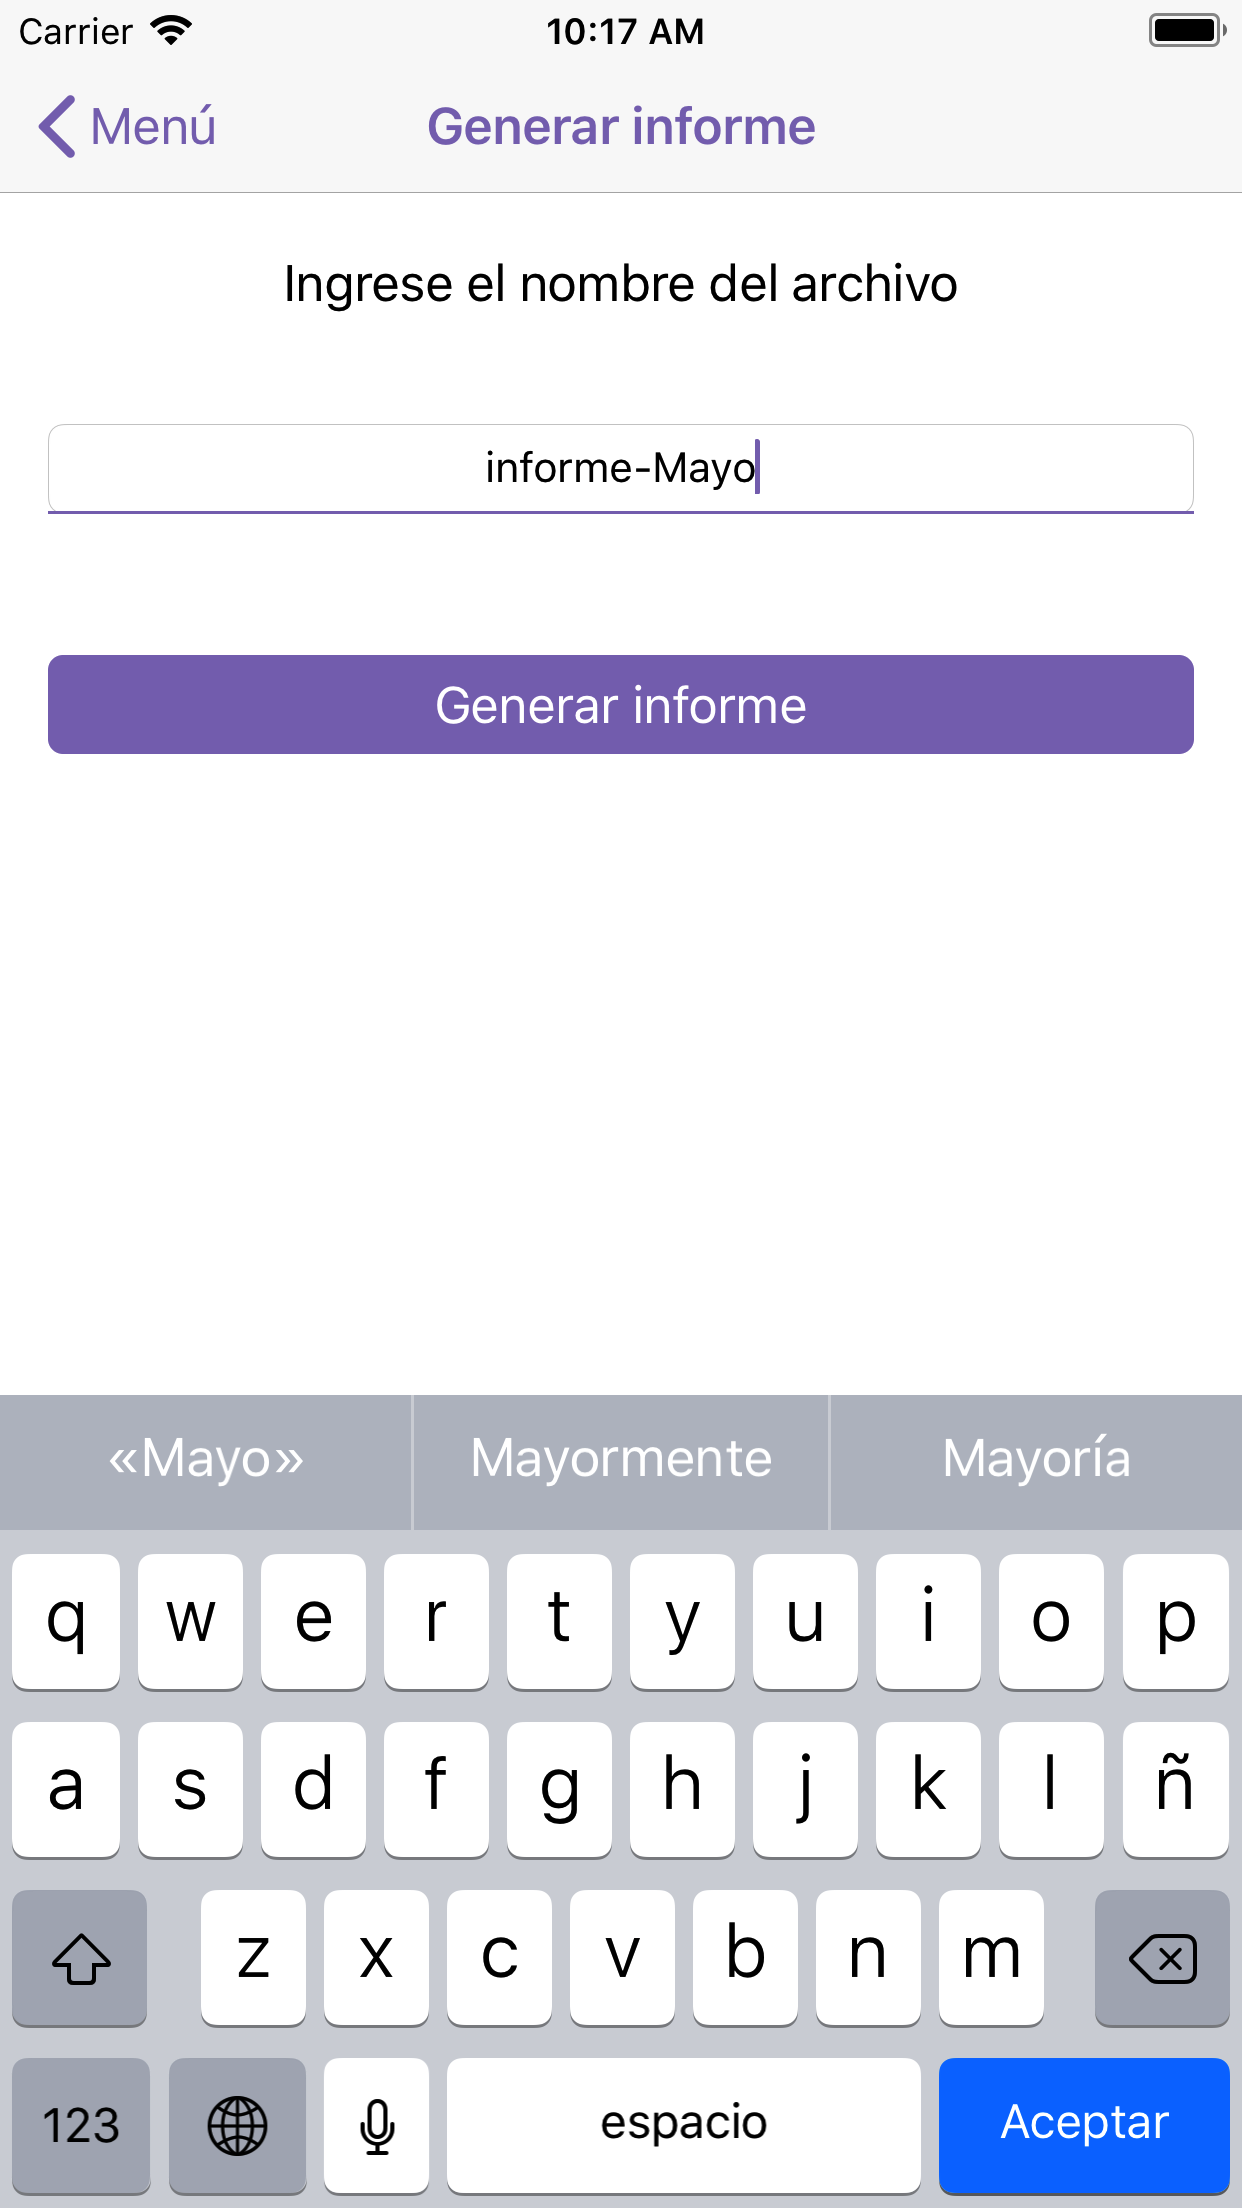 Carrier 10:17 AM
Menú Generar informe
Ingrese el nombre del archivo
informe-Mayo
Generar informe
«Mayo» Mayormente Mayoría
q w e r t y u i o p
a s d f g h j k l ñ
z x c v b n m
123 espacio Aceptar